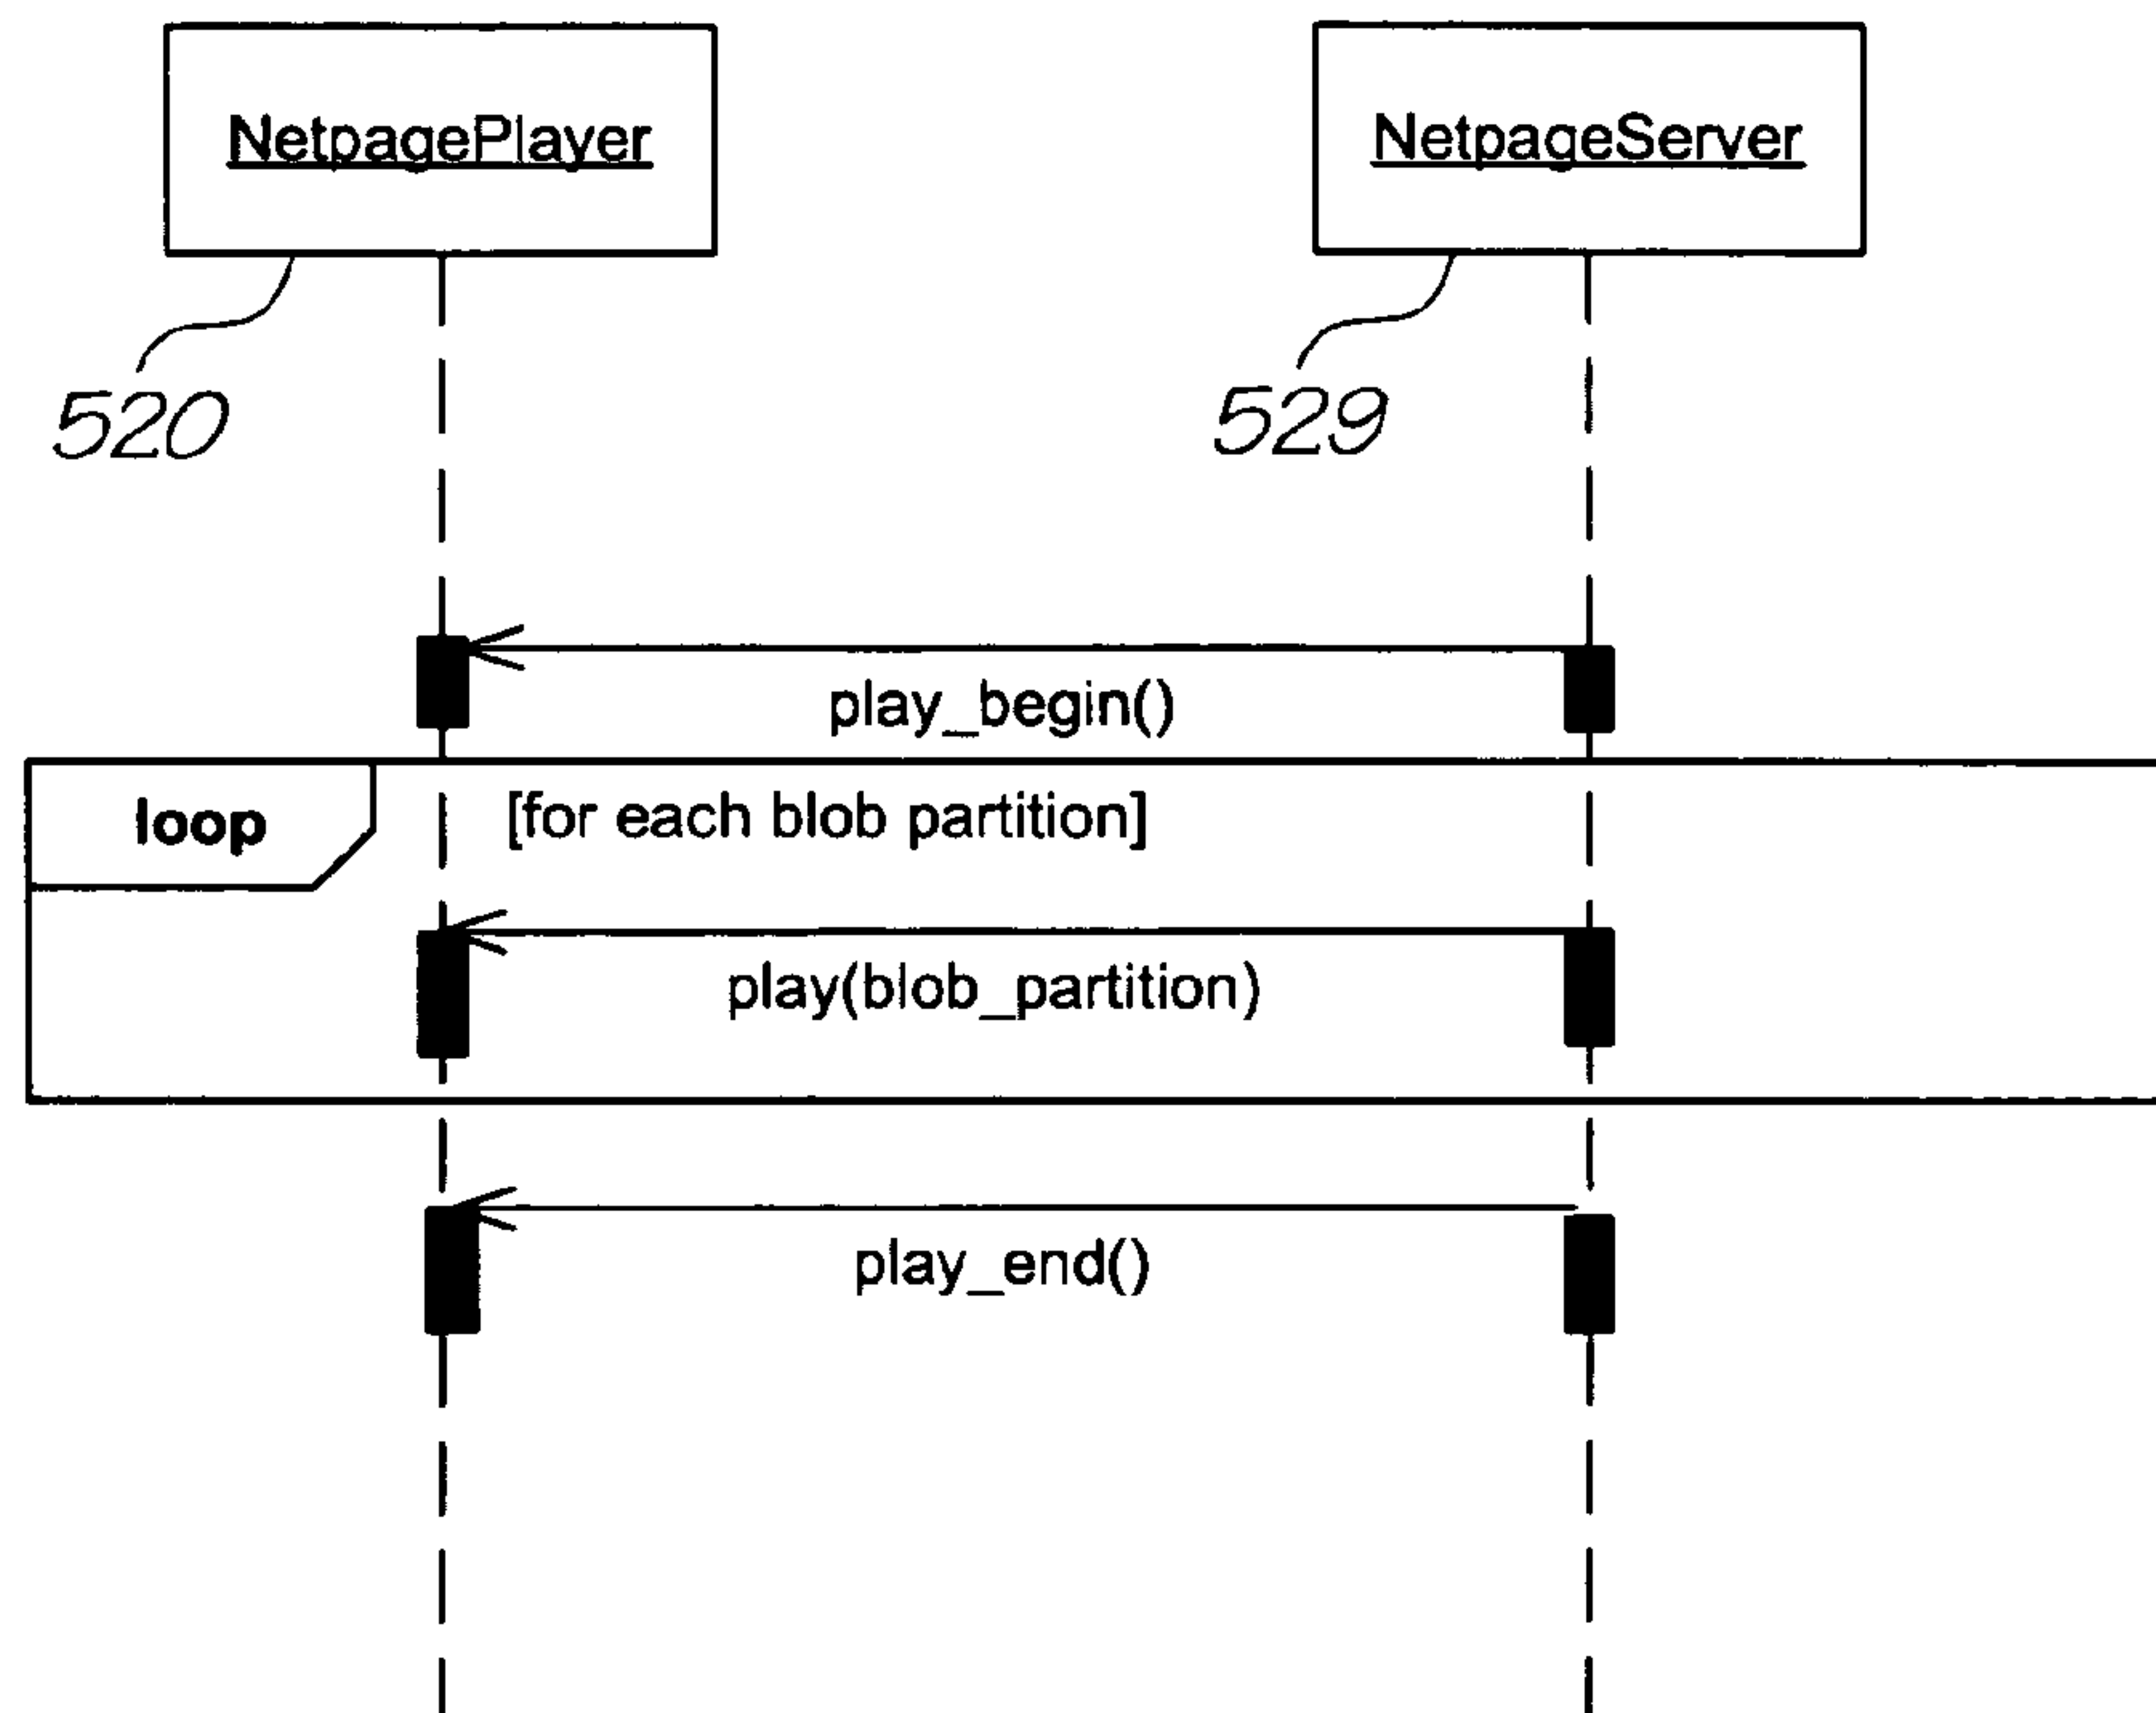 NetpagePlayer
NetpageServer
520
529
play_begin()
loop
[for each blob partition]
play(blob_partition)
play_end()